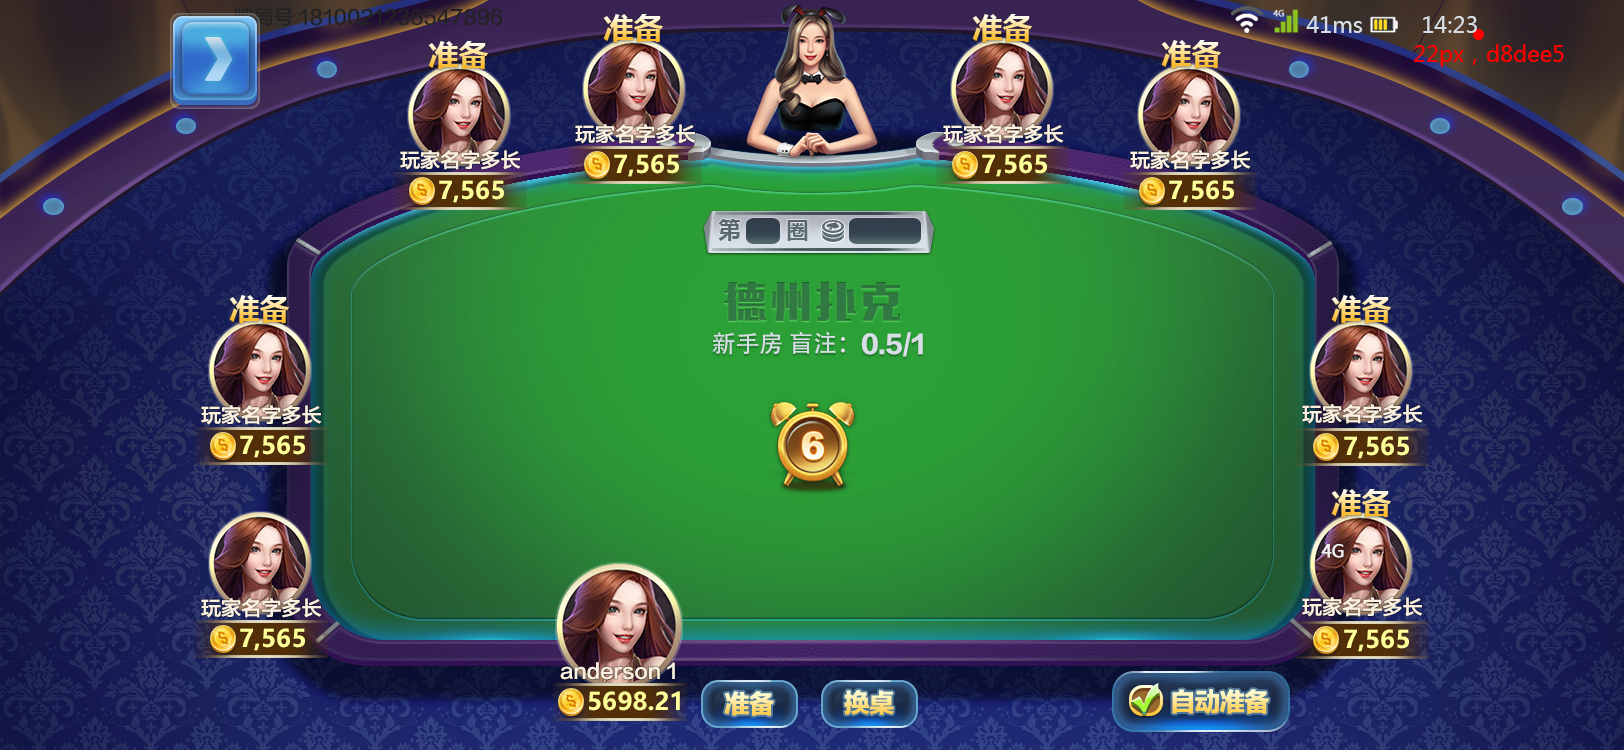 牌局号 18100281286547896
4G 41ms 14:23
22px，d8dee5
准备
玩家名字多长
7,565
准备
玩家名字多长
7,565
准备
玩家名字多长
7,565
准备
玩家名字多长
7,565
第 圈
德州扑克
新手房 盲注：0.5/1
6
准备
玩家名字多长
7,565
准备
玩家名字多长
7,565
玩家名字多长
7,565
准备
4G
玩家名字多长
7,565
anderson 1
5698.21
准备
换桌
自动准备